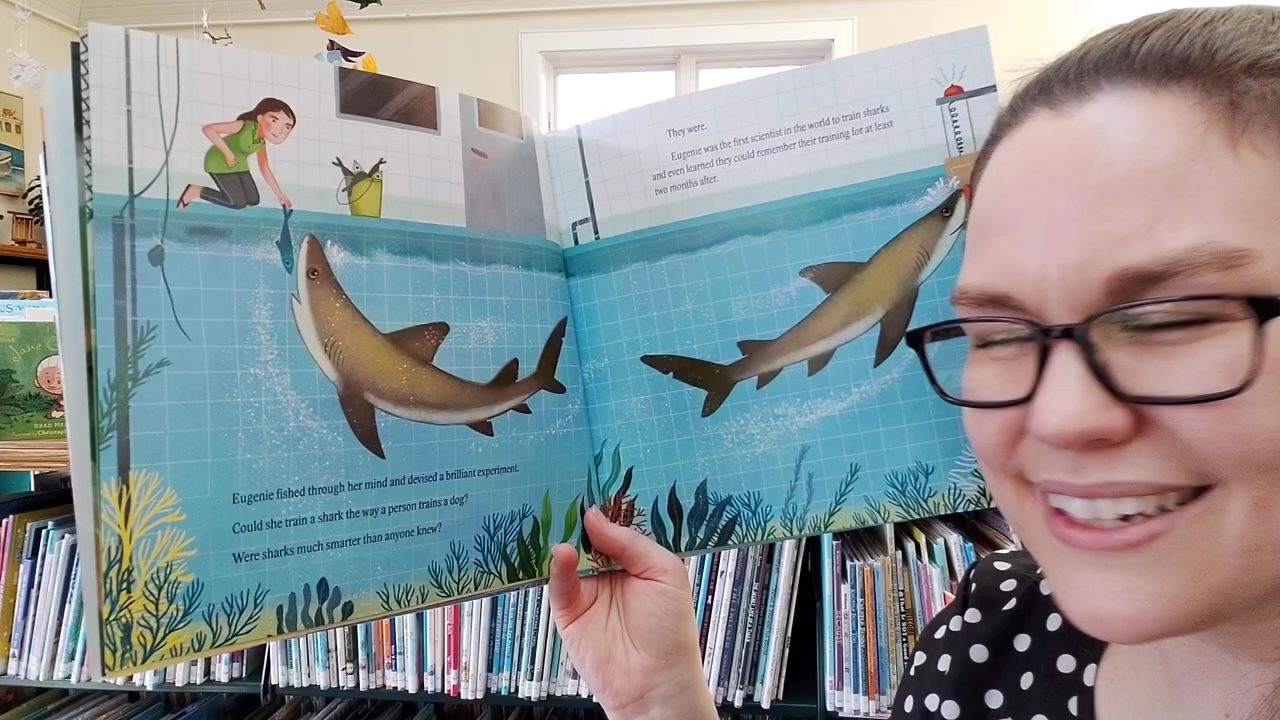 They were.
Eugenie was the first scientist in the world to train sharks
and even learned they could remember their training for at least
two months after.
Eugenie fished through her mind and devised a brilliant experiment.
Could she train a shark the way a person trains a dog?
Were sharks much smarter than anyone knew?
Jane